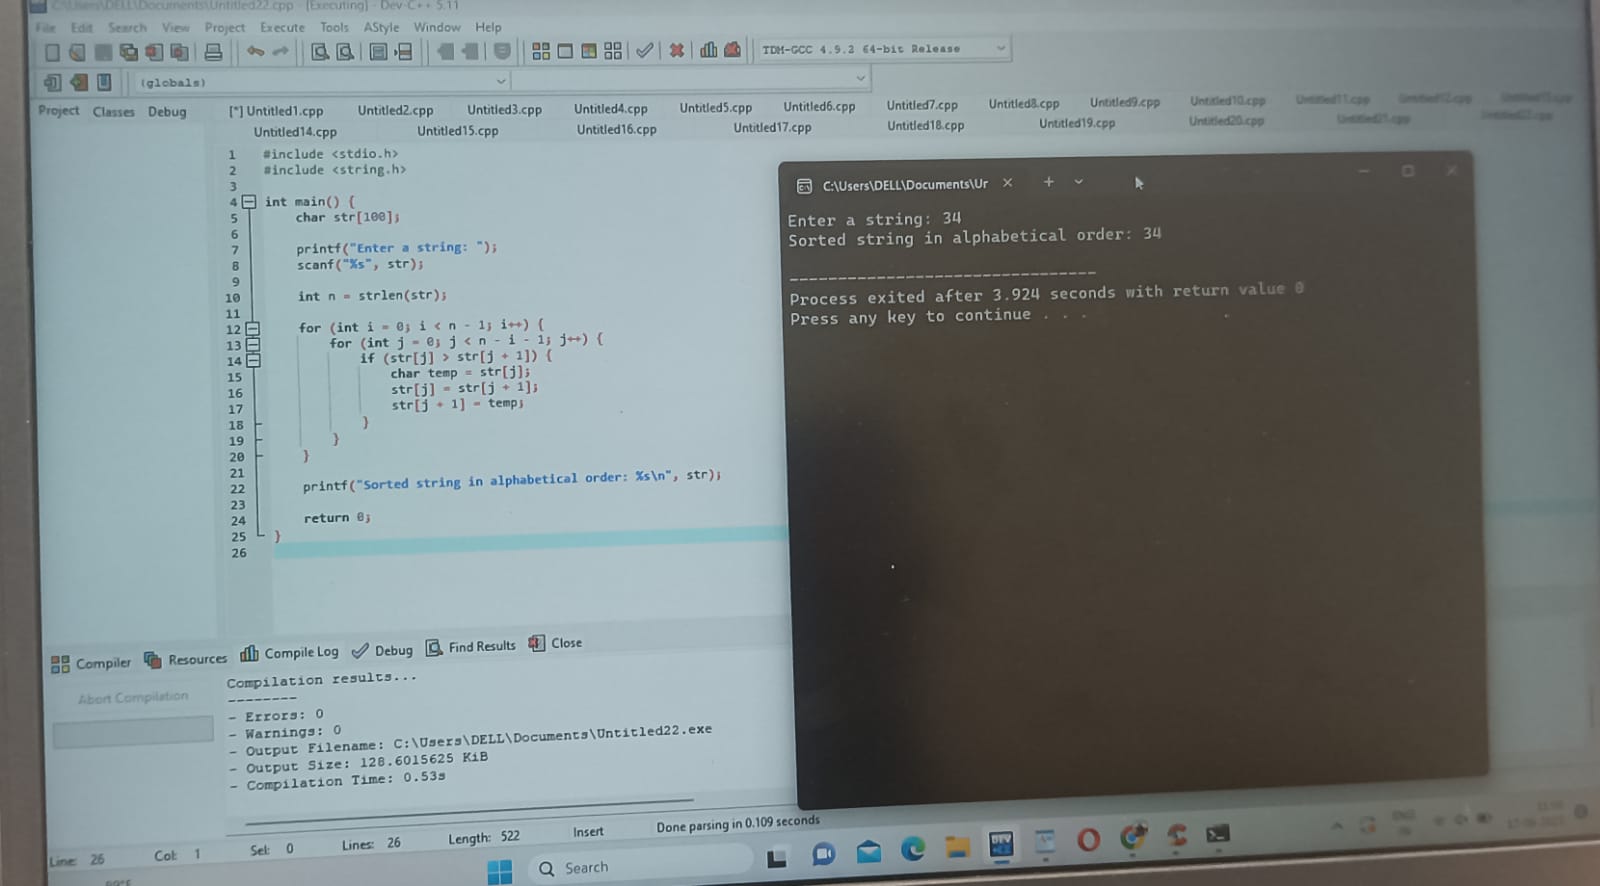 C:\Users\DELL\Documents\Untitled22.cpp - [Executing] - Dev-C++ 5.11
File Edit Search View Project Execute Tools AStyle Window Help
TDM-GCC 4.9.2 64-bit Release
(globals)
Project Classes Debug
[*] Untitled1.cpp Untitled2.cpp Untitled3.cpp Untitled4.cpp Untitled5.cpp Untitled6.cpp Untitled7.cpp Untitled8.cpp Untitled9.cpp Untitled10.cpp Untitled11.cpp Untitled12.cpp
Untitled14.cpp Untitled15.cpp Untitled16.cpp Untitled17.cpp Untitled18.cpp Untitled19.cpp Untitled20.cpp Untitled21.cpp Untitled22.cpp
1 #include <stdio.h>
2 #include <string.h>
3
4 int main() {
5 char str[100];
6
7 printf("Enter a string: ");
8 scanf("%s", str);
9
10 int n = strlen(str);
11
12 for (int i = 0; i < n - 1; i++) {
13 for (int j = 0; j < n - i - 1; j++) {
14 if (str[j] > str[j + 1]) {
15 char temp = str[j];
16 str[j] = str[j + 1];
17 str[j + 1] = temp;
18 }
19 }
20 }
21
22 printf("Sorted string in alphabetical order: %s\n", str);
23
24 return 0;
25 }
26
C:\Users\DELL\Documents\Ur
Enter a string: 34
Sorted string in alphabetical order: 34
--------------------------------
Process exited after 3.924 seconds with return value 0
Press any key to continue . . .
Compiler Resources Compile Log Debug Find Results Close
Abort Compilation
Compilation results...
--------
- Errors: 0
- Warnings: 0
- Output Filename: C:\Users\DELL\Documents\Untitled22.exe
- Output Size: 128.6015625 KiB
- Compilation Time: 0.53s
Line: 26 Col: 1 Sel: 0 Lines: 26 Length: 522 Insert Done parsing in 0.109 seconds
Search
DEV